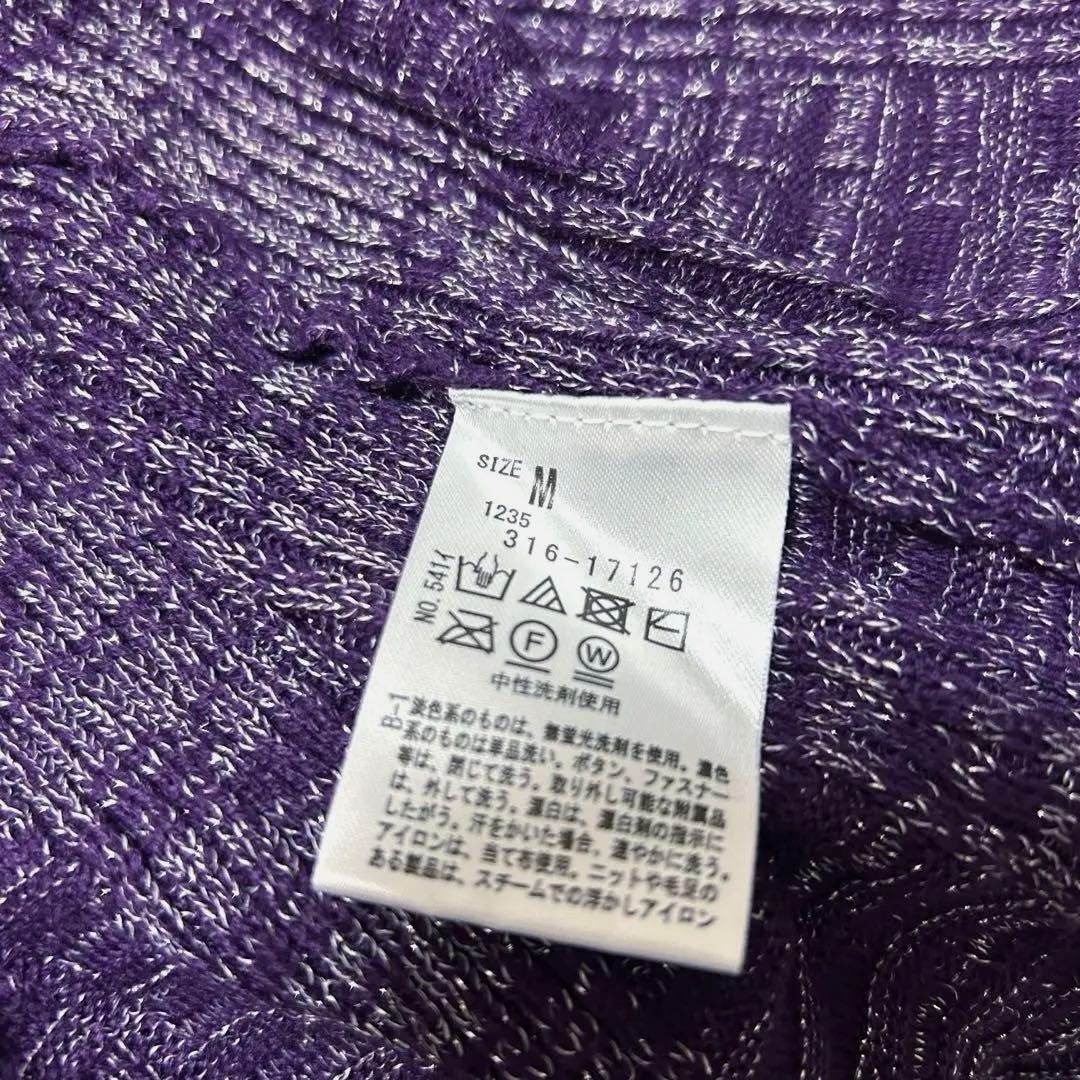 SIZE M
1235
316-17126
NO.541イ
F W
中性洗剤使用
B-1
淡色系のものは、無蛍光洗剤を使用。濃色
系のものは単品洗い。ボタン、ファスナー
等は、閉じて洗う。取り外し可能な附属品
は、外して洗う。漂白は、漂白剤の指示に
したがう。汗をかいた場合、速やかに洗う。
アイロンは、当て布使用。ニットや毛足の
ある製品は、スチームでの浮かしアイロン